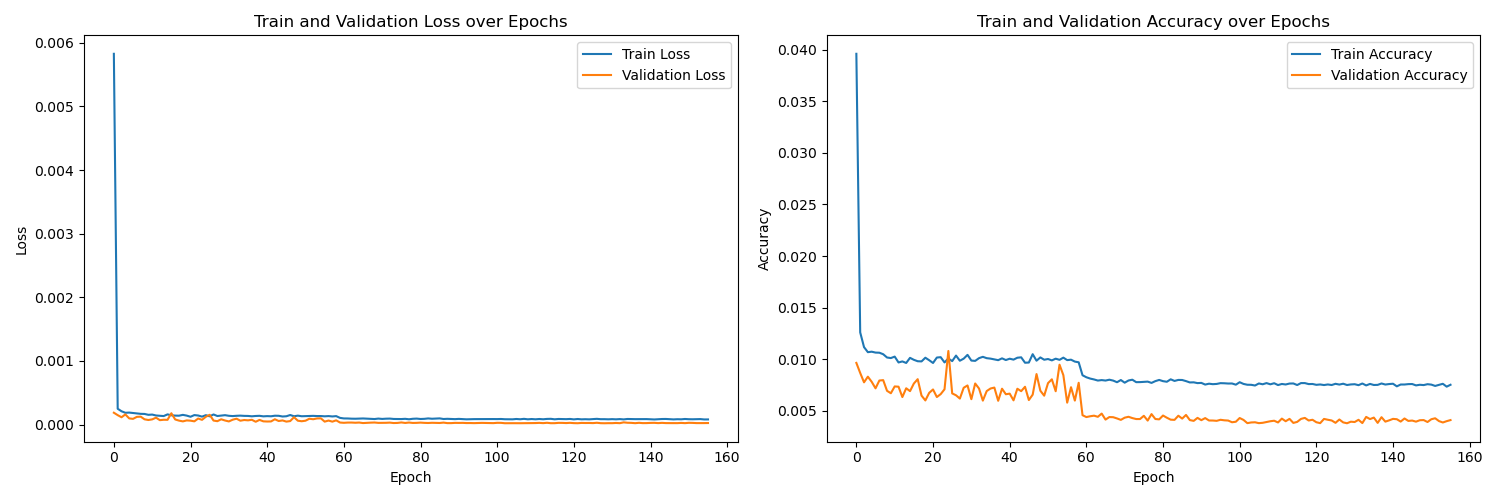 Train and Validation Loss over Epochs
Train Loss
Validation Loss
0.006
0.005
0.004
0.003
0.002
0.001
0.000
Loss
0 20 40 60 80 100 120 140 160
Epoch
Train and Validation Accuracy over Epochs
Train Accuracy
Validation Accuracy
0.040
0.035
0.030
0.025
0.020
0.015
0.010
0.005
Accuracy
0 20 40 60 80 100 120 140 160
Epoch